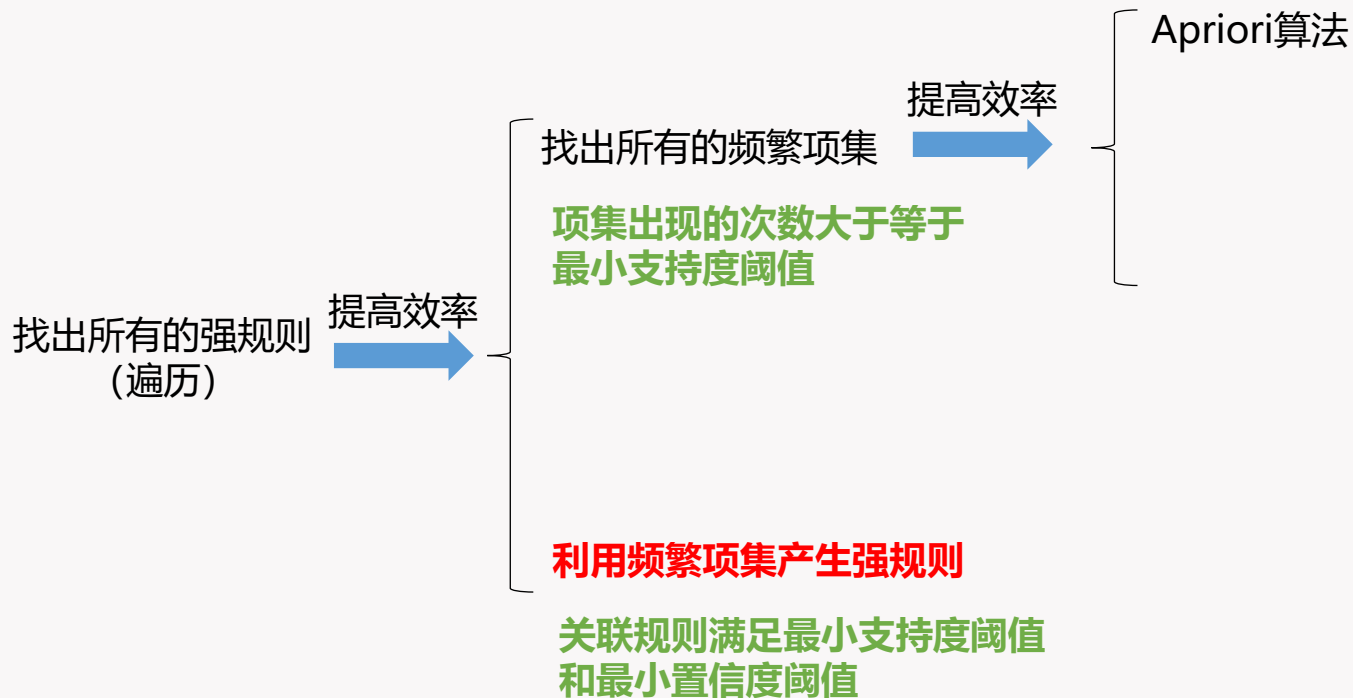 找出所有的强规则
（遍历）
提高效率
找出所有的频繁项集
项集出现的次数大于等于
最小支持度阈值
提高效率
Apriori算法
利用频繁项集产生强规则
关联规则满足最小支持度阈值
和最小置信度阈值